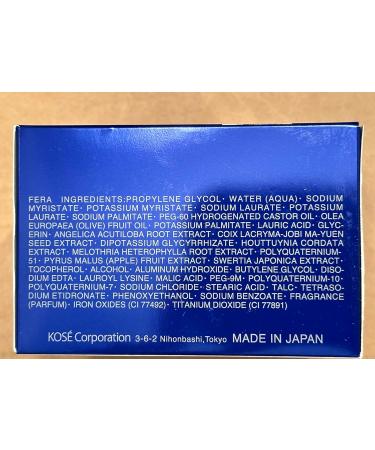 FERA INGREDIENTS:PROPYLENE GLYCOL· WATER (AQUA)· SODIUM
MYRISTATE· POTASSIUM MYRISTATE· SODIUM LAURATE· POTASSIUM
LAURATE· SODIUM PALMITATE· PEG-60 HYDROGENATED CASTOR OIL· OLEA
EUROPAEA (OLIVE) FRUIT OIL· POTASSIUM PALMITATE· LAURIC ACID· GLYC-
ERIN· ANGELICA ACUTILOBA ROOT EXTRACT· COIX LACRYMA-JOBI MA-YUEN
SEED EXTRACT· DIPOTASSIUM GLYCYRRHIZATE· HOUTTUYNIA CORDATA
EXTRACT· MELOTHRIA HETEROPHYLLA ROOT EXTRACT· POLYQUATERNIUM-
51· PYRUS MALUS (APPLE) FRUIT EXTRACT· SWERTIA JAPONICA EXTRACT·
TOCOPHEROL· ALCOHOL· ALUMINUM HYDROXIDE· BUTYLENE GLYCOL· DISO-
DIUM EDTA· LAUROYL LYSINE· MALIC ACID· PEG-9M· POLYQUATERNIUM-10·
POLYQUATERNIUM-7· SODIUM CHLORIDE· STEARIC ACID· TALC· TETRASO-
DIUM ETIDRONATE· PHENOXYETHANOL· SODIUM BENZOATE· FRAGRANCE
(PARFUM)· IRON OXIDES (CI 77492)· TITANIUM DIOXIDE (CI 77891)
KOSÉ Corporation 3-6-2 Nihonbashi,Tokyo MADE IN JAPAN